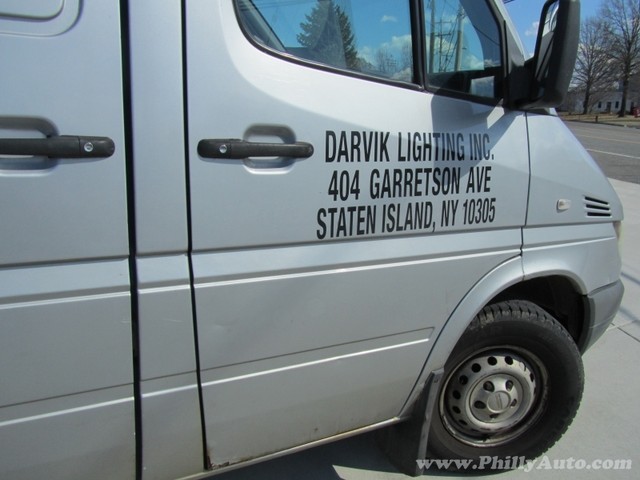 DARVIK LIGHTING INC.
404 GARRETSON AVE
STATEN ISLAND, NY 10305
www.PhillyAuto.com